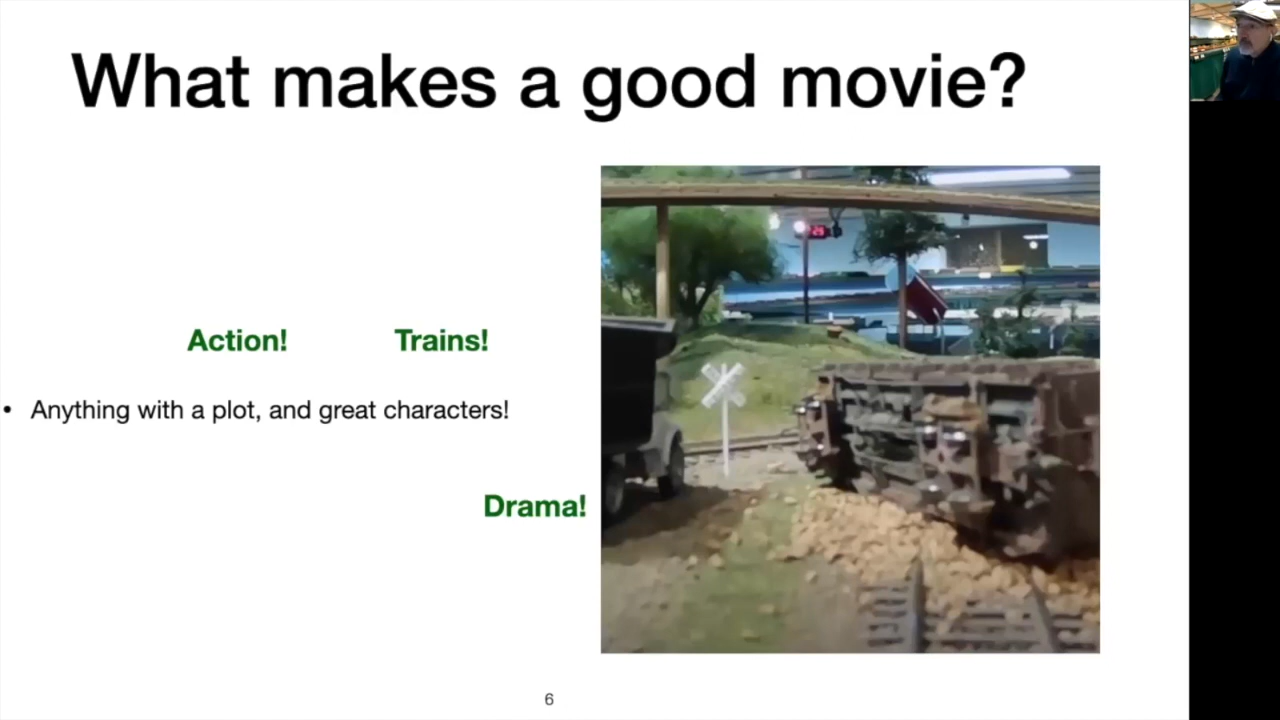 What makes a good movie?
Action! Trains!
• Anything with a plot, and great characters!
Drama!
6